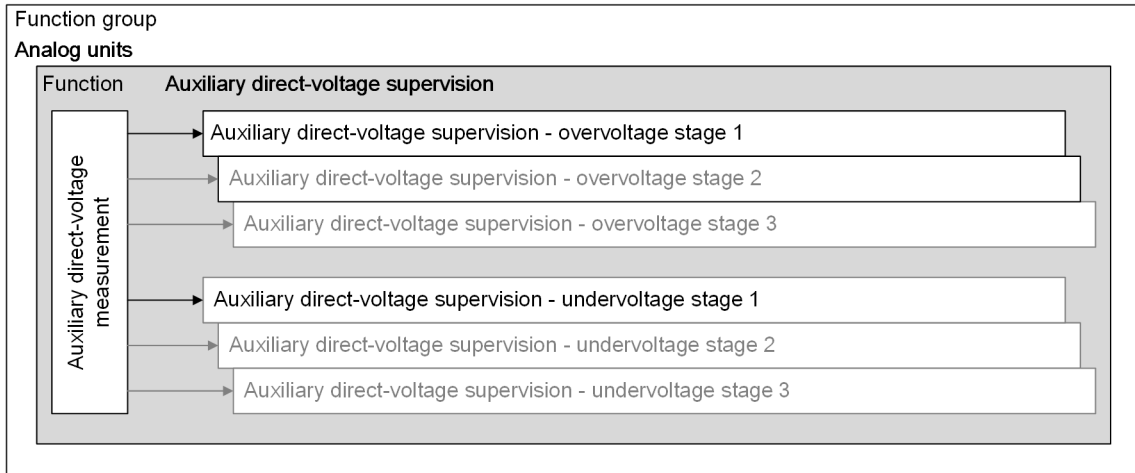 Function group
Analog units
Function
Auxiliary direct-voltage supervision
Auxiliary direct-voltage
measurement
Auxiliary direct-voltage supervision - overvoltage stage 1
Auxiliary direct-voltage supervision - overvoltage stage 2
Auxiliary direct-voltage supervision - overvoltage stage 3
Auxiliary direct-voltage supervision - undervoltage stage 1
Auxiliary direct-voltage supervision - undervoltage stage 2
Auxiliary direct-voltage supervision - undervoltage stage 3